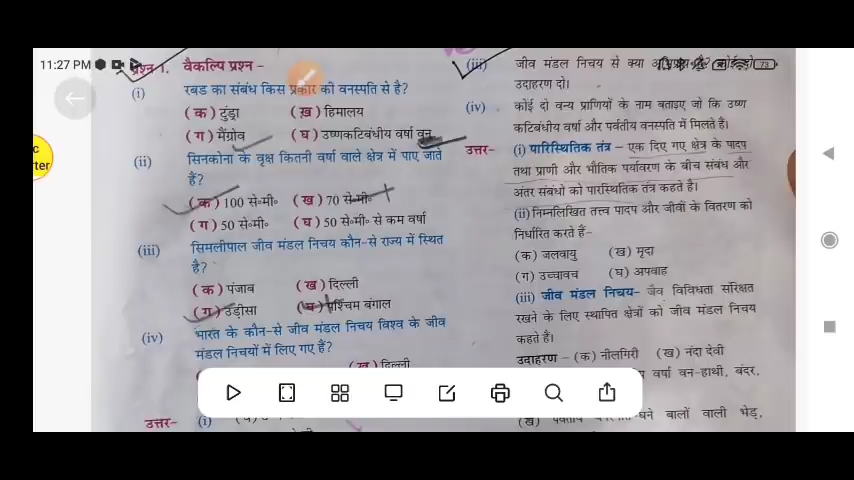 11:27 PM
73
प्रश्न 1. वैकल्पि प्रश्न –
(i) रबड का संबंध किस प्रकार की वनस्पति से है?
(क) टुंड्रा (ख) हिमालय
(ग) मैंग्रोव (घ) उष्णकटिबंधीय वर्षा वन
(ii) सिनकोना के वृक्ष कितनी वर्षा वाले क्षेत्र में पाए जाते
हैं?
(क) 100 से॰मी॰ (ख) 70 से॰मी॰
(ग) 50 से॰मी॰ (घ) 50 से॰मी॰ से कम वर्षा
(iii) सिमलीपाल जीव मंडल निचय कौन-से राज्य में स्थित
है?
(क) पंजाब (ख) दिल्ली
(ग) उड़ीसा (घ) पश्चिम बंगाल
(iv) भारत के कौन-से जीव मंडल निचय विश्व के जीव
मंडल निचयों में लिए गए हैं?
(ख) दिल्ली
उत्तर– (i)
(iii) जीव मंडल निचय से क्या
उदाहरण दो।
(iv) कोई दो वन्य प्राणियों के नाम बताइए जो कि उष्ण
कटिबंधीय वर्षा और पर्वतीय वनस्पति में मिलते हैं।
उत्तर– (i) पारिस्थितिक तंत्र – एक दिए गए क्षेत्र के पादप
तथा प्राणी और भौतिक पर्यावरण के बीच संबंध और
अंतर संबंधों को पारस्थितिक तंत्र कहते है।
(ii) निम्नलिखित तत्त्व पादप और जीवों के वितरण को
निर्धारित करते हैं–
(क) जलवायु (ख) मृदा
(ग) उच्चावच (घ) अपवाह
(iii) जीव मंडल निचय– जैव विविधता संरिक्षत
रखने के लिए स्थापित क्षेत्रों को जीव मंडल निचय
कहते हैं।
उदाहरण – (क) नीलगिरी (ख) नंदा देवी
वर्षा वन-हाथी, बंदर,
(ख) घने बालों वाली भेड़,